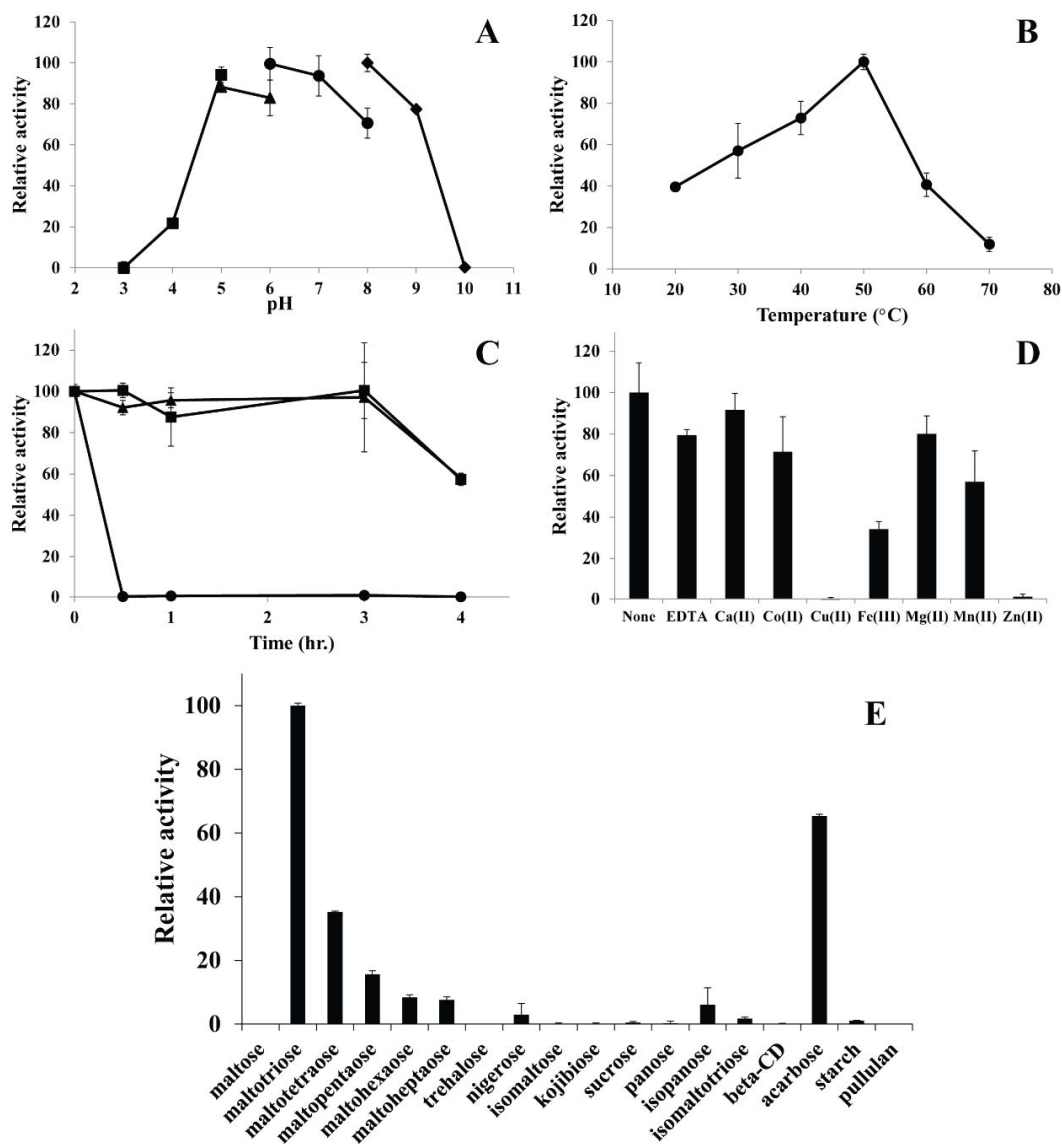 A
Relative activity
120
100
80
60
40
20
0
2 3 4 5 6 7 8 9 10 11
pH
B
Relative activity
120
100
80
60
40
20
0
10 20 30 40 50 60 70 80
Temperature (°C)
C
Relative activity
120
100
80
60
40
20
0
0 1 2 3 4
Time (hr.)
D
Relative activity
120
100
80
60
40
20
0
None EDTA Ca(II) Co(II) Cu(II) Fe(III) Mg(II) Mn(II) Zn(II)
E
Relative activity
100
80
60
40
20
0
maltose
maltotriose
maltotetraose
maltopentaose
maltohexaose
maltoheptaose
trehalose
nigerose
isomaltose
kojibiose
sucrose
panose
isopanose
isomaltotriose
beta-CD
acarbose
starch
pullulan